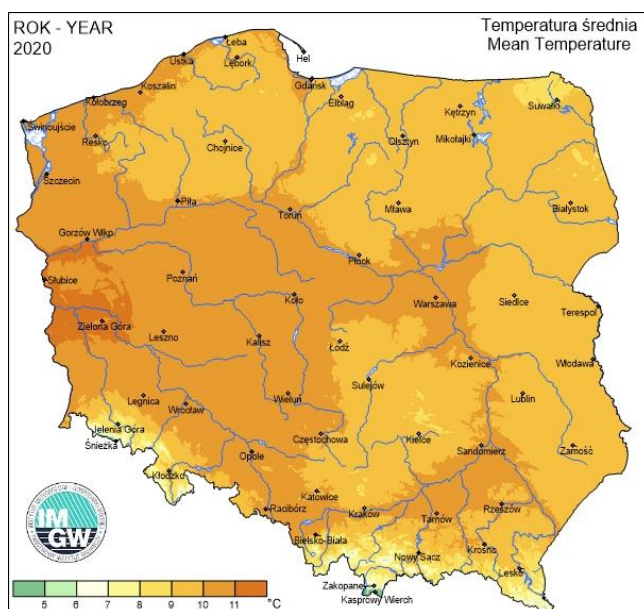 ROK - YEAR
2020
Temperatura średnia
Mean Temperature
Łeba
Hel
Ustka
Lębork
Gdańsk
Koszalin
Kołobrzeg
Elbląg
Kętrzyn
Suwałki
Świnoujście
Resko
Chojnice
Olsztyn
Mikołajki
Szczecin
Piła
Toruń
Mława
Białystok
Gorzów Wlkp.
Płock
Słubice
Poznań
Koło
Warszawa
Siedlce
Terespol
Zielona Góra
Leszno
Kalisz
Łódź
Kozienice
Włodawa
Sulejów
Legnica
Wrocław
Wieluń
Lublin
Jelenia Góra
Śnieżka
Częstochowa
Kielce
Sandomierz
Zamość
Kłodzko
Opole
Katowice
Racibórz
Kraków
Tarnów
Rzeszów
Bielsko-Biała
Nowy Sącz
Krosno
Lesko
Zakopane
Kasprowy Wierch
IM
GW
5 6 7 8 9 10 11 °C